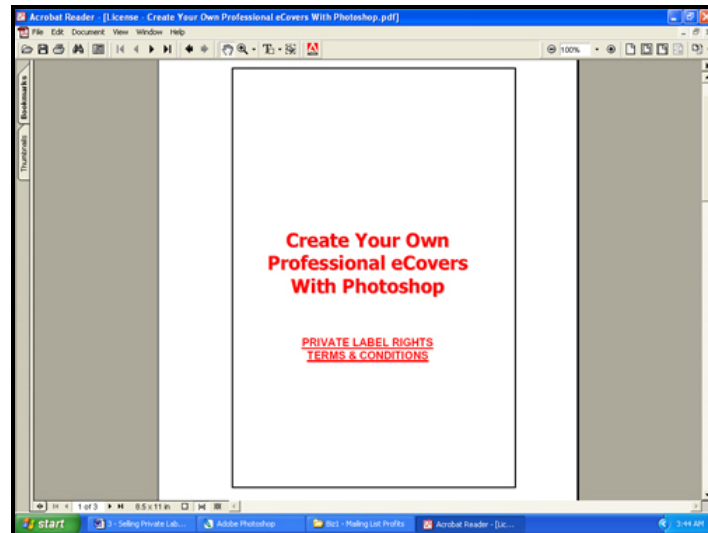 Acrobat Reader - [License - Create Your Own Professional eCovers With Photoshop.pdf]
File Edit Document View Window Help
100%
Bookmarks
Thumbnails
Create Your Own
Professional eCovers
With Photoshop
PRIVATE LABEL RIGHTS
TERMS & CONDITIONS
1 of 3 8.5 x 11 in
start 3 - Selling Private Lab... Adobe Photoshop Biz1 - Mailing List Profits Acrobat Reader - [Lic... 3:44 AM